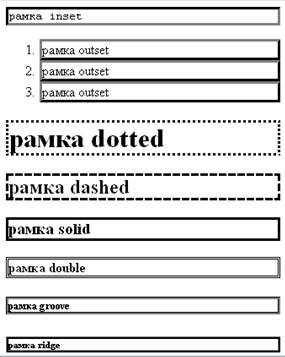 рамка inset
1. рамка outset
2. рамка outset
3. рамка outset
рамка dotted
рамка dashed
рамка solid
рамка double
рамка groove
рамка ridge